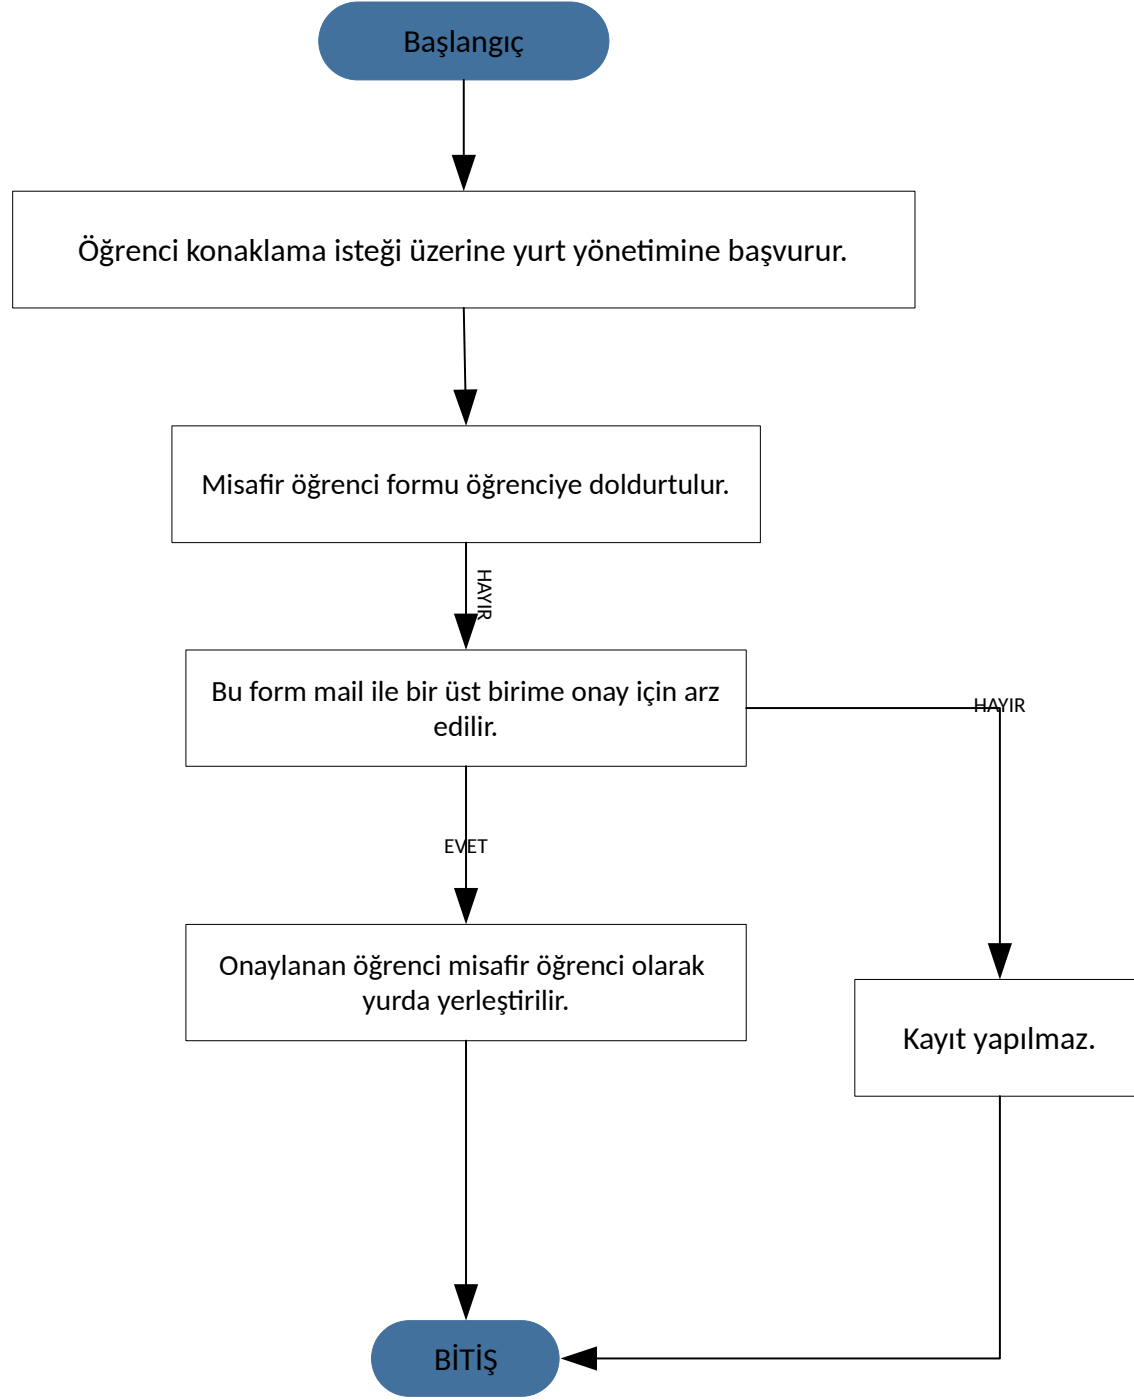 Başlangıç
Öğrenci konaklama isteği üzerine yurt yönetimine başvurur.
Misafir öğrenci formu öğrenciye doldurtulur.
HAYIR
Bu form mail ile bir üst birime onay için arz
edilir.
HAYIR
EVET
Onaylanan öğrenci misafir öğrenci olarak
yurda yerleştirilir.
Kayıt yapılmaz.
BİTİŞ